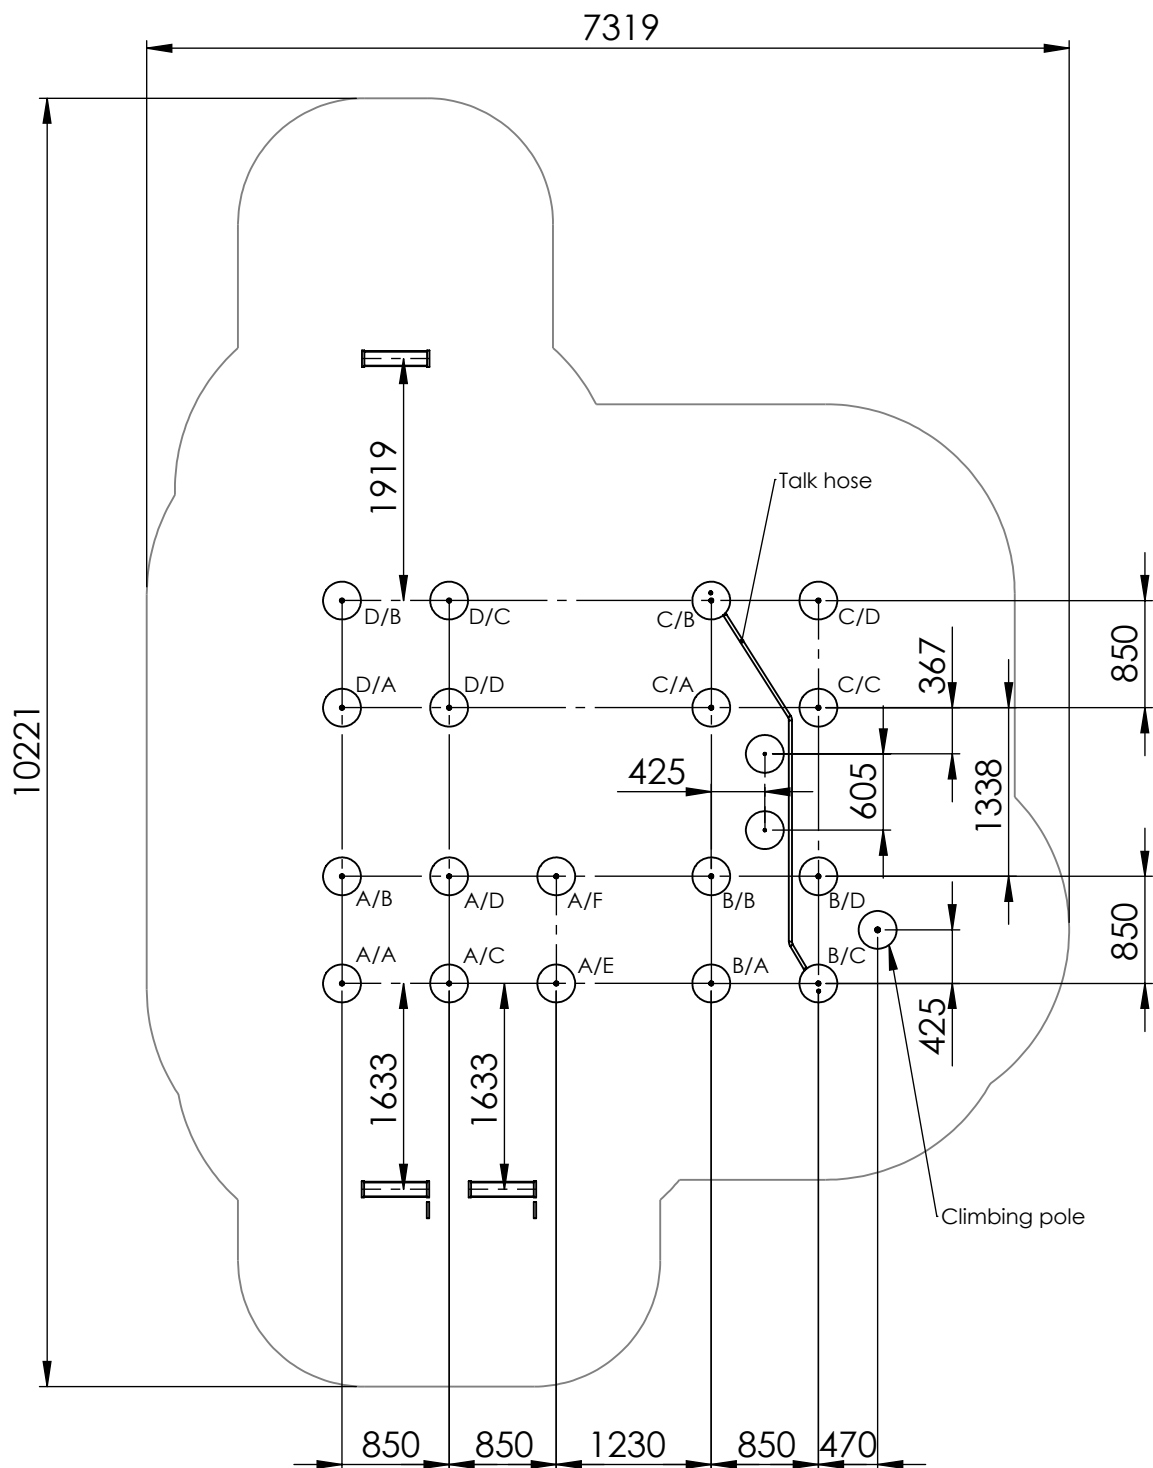 7319
1919
Talk hose
D/B
D/C
C/B
C/D
850
367
D/A
D/D
C/A
C/C
10221
425
605
1338
A/B
A/D
A/F
B/B
B/D
850
A/A
A/C
A/E
B/A
B/C
425
1633
1633
Climbing pole
850
850
1230
850
470